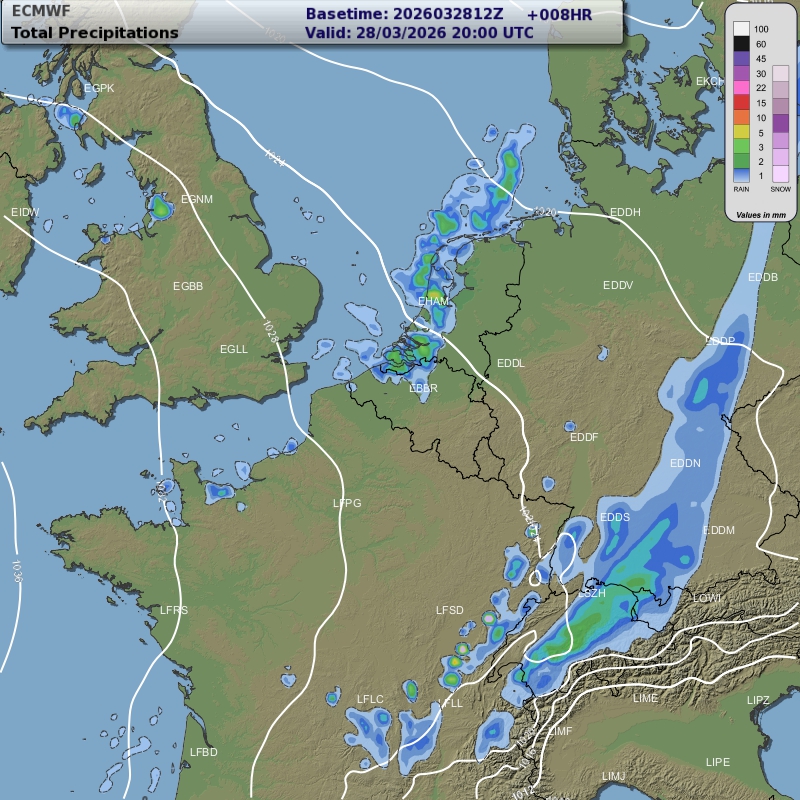 ECMWF
Basetime: 2026032812Z +008HR
Total Precipitations
Valid: 28/03/2026 20:00 UTC
100
60
45
30
22
15
10
5
3
2
1
RAIN SNOW
Values in mm
EGPK
EKCH
EIDW
EGNM
1024
1020
EDDH
EGBB
EDDV
EDDB
EHAM
1028
EGLL
EDDP
EDDL
EBBR
EDDF
EDDN
LFPG
EDDS
EDDM
1036
LSZH
LOWI
LFRS
LFSD
LFLC
LFLL
LIME
LIPZ
LIMF
LFBD
LIPE
LIMJ
1012